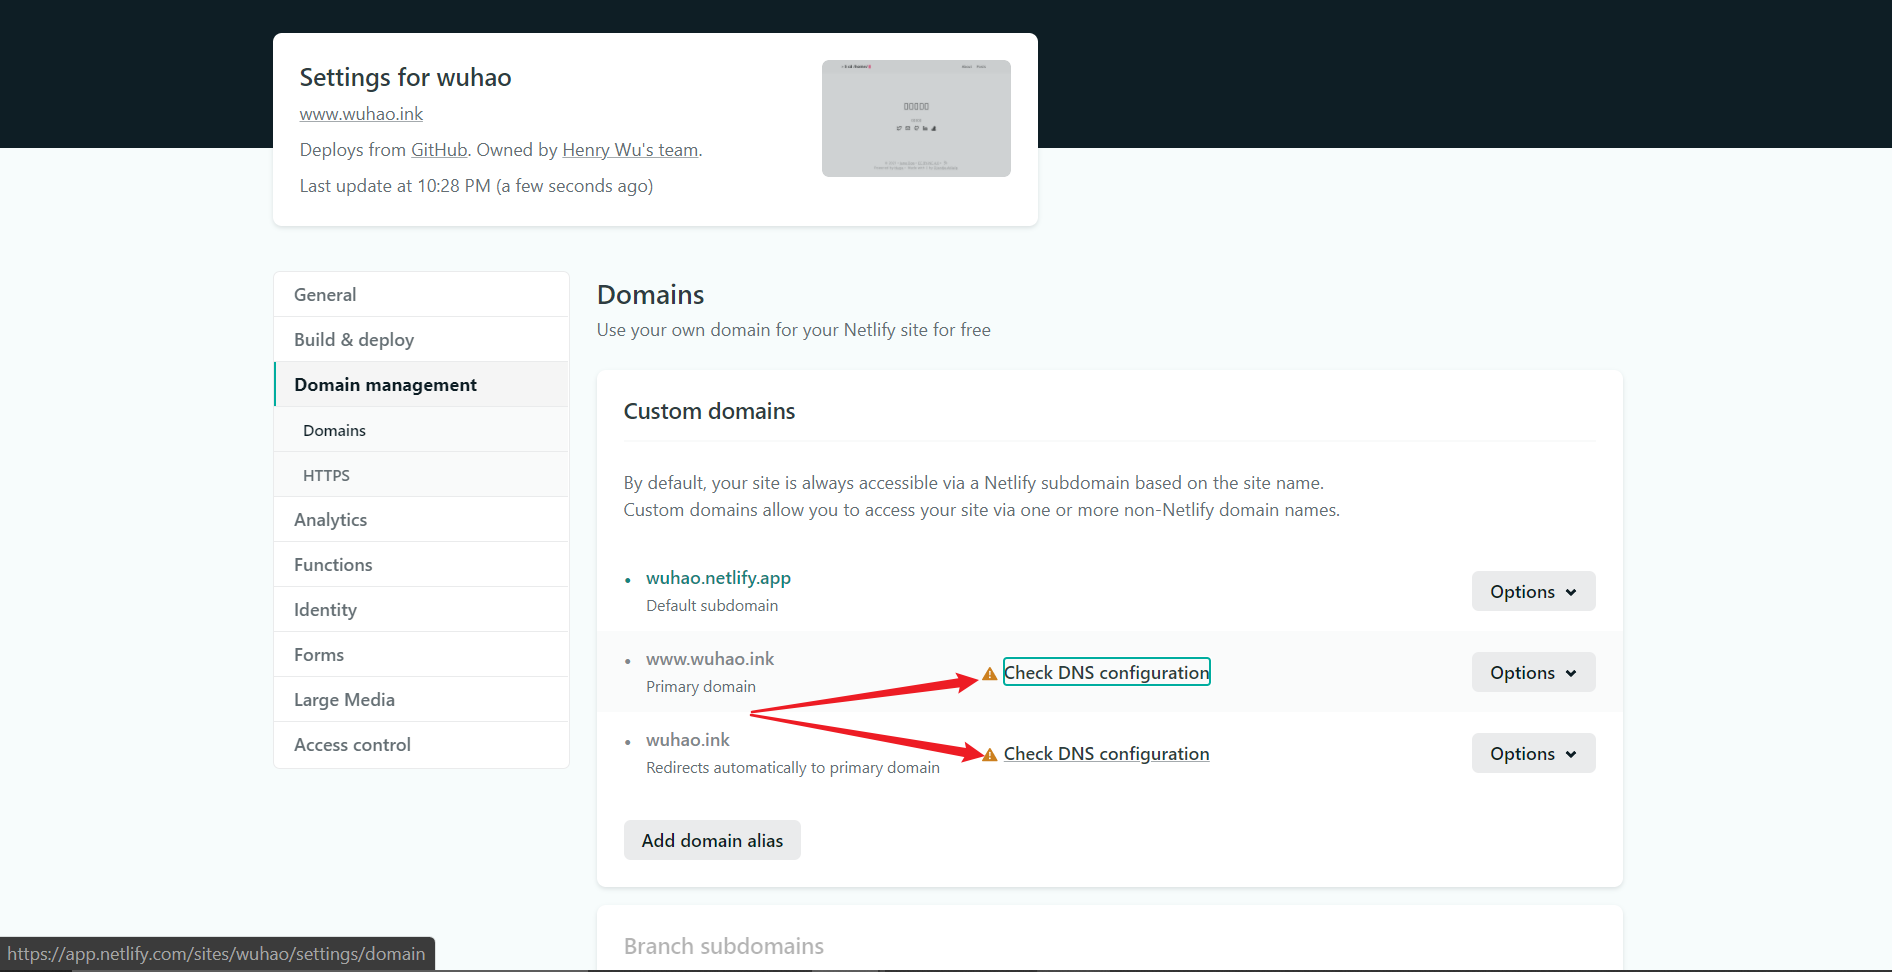 Settings for wuhao
www.wuhao.ink
Deploys from GitHub. Owned by Henry Wu's team.
Last update at 10:28 PM (a few seconds ago)
General
Build & deploy
Domain management
Domains
HTTPS
Analytics
Functions
Identity
Forms
Large Media
Access control
Domains
Use your own domain for your Netlify site for free
Custom domains
By default, your site is always accessible via a Netlify subdomain based on the site name.
Custom domains allow you to access your site via one or more non-Netlify domain names.
• wuhao.netlify.app
Default subdomain
Options
• www.wuhao.ink
Primary domain
Check DNS configuration
Options
• wuhao.ink
Redirects automatically to primary domain
Check DNS configuration
Options
Add domain alias
Branch subdomains
https://app.netlify.com/sites/wuhao/settings/domain